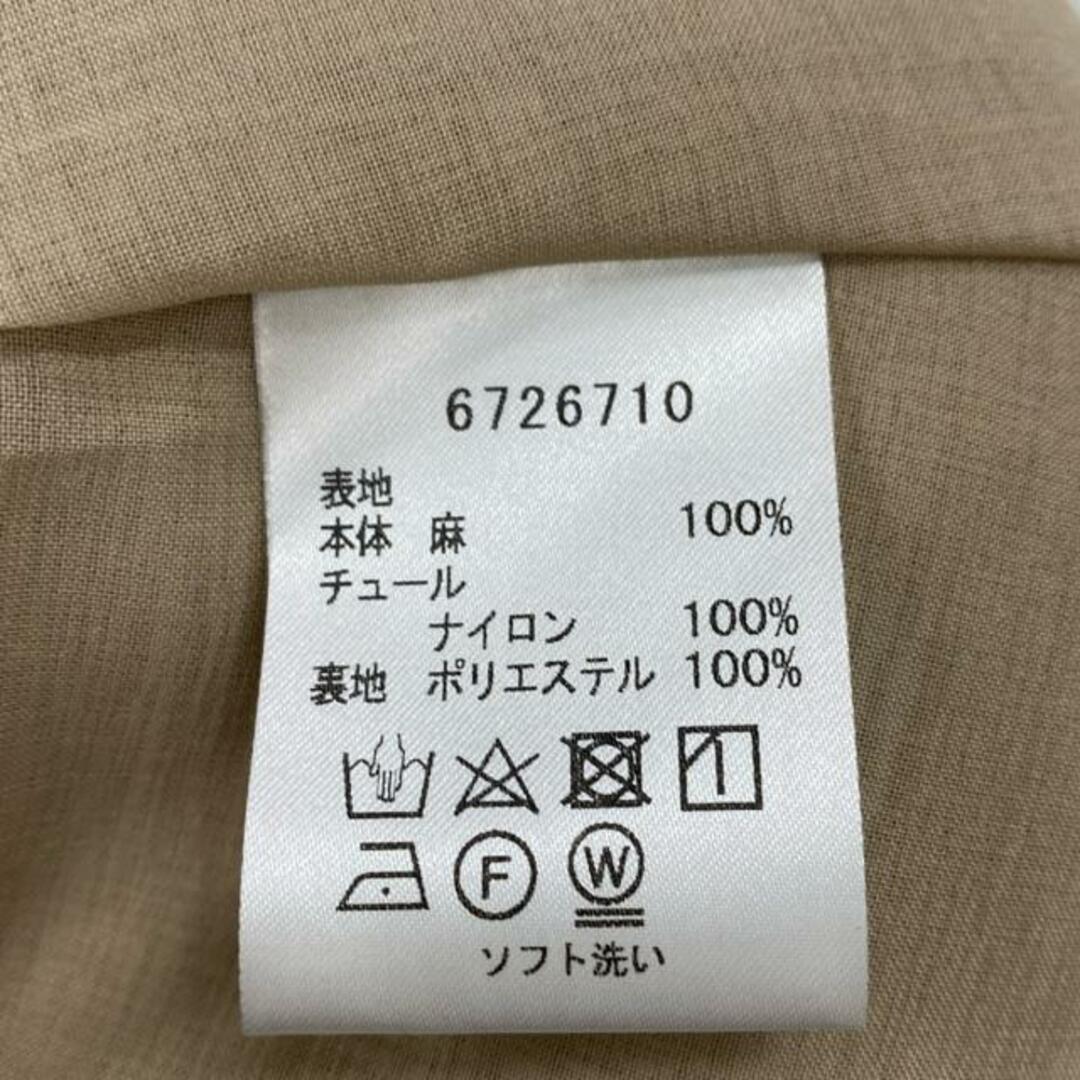 6726710
表地
本体 麻 100%
チュール
ナイロン 100%
裏地 ポリエステル 100%
F W
ソフト洗い